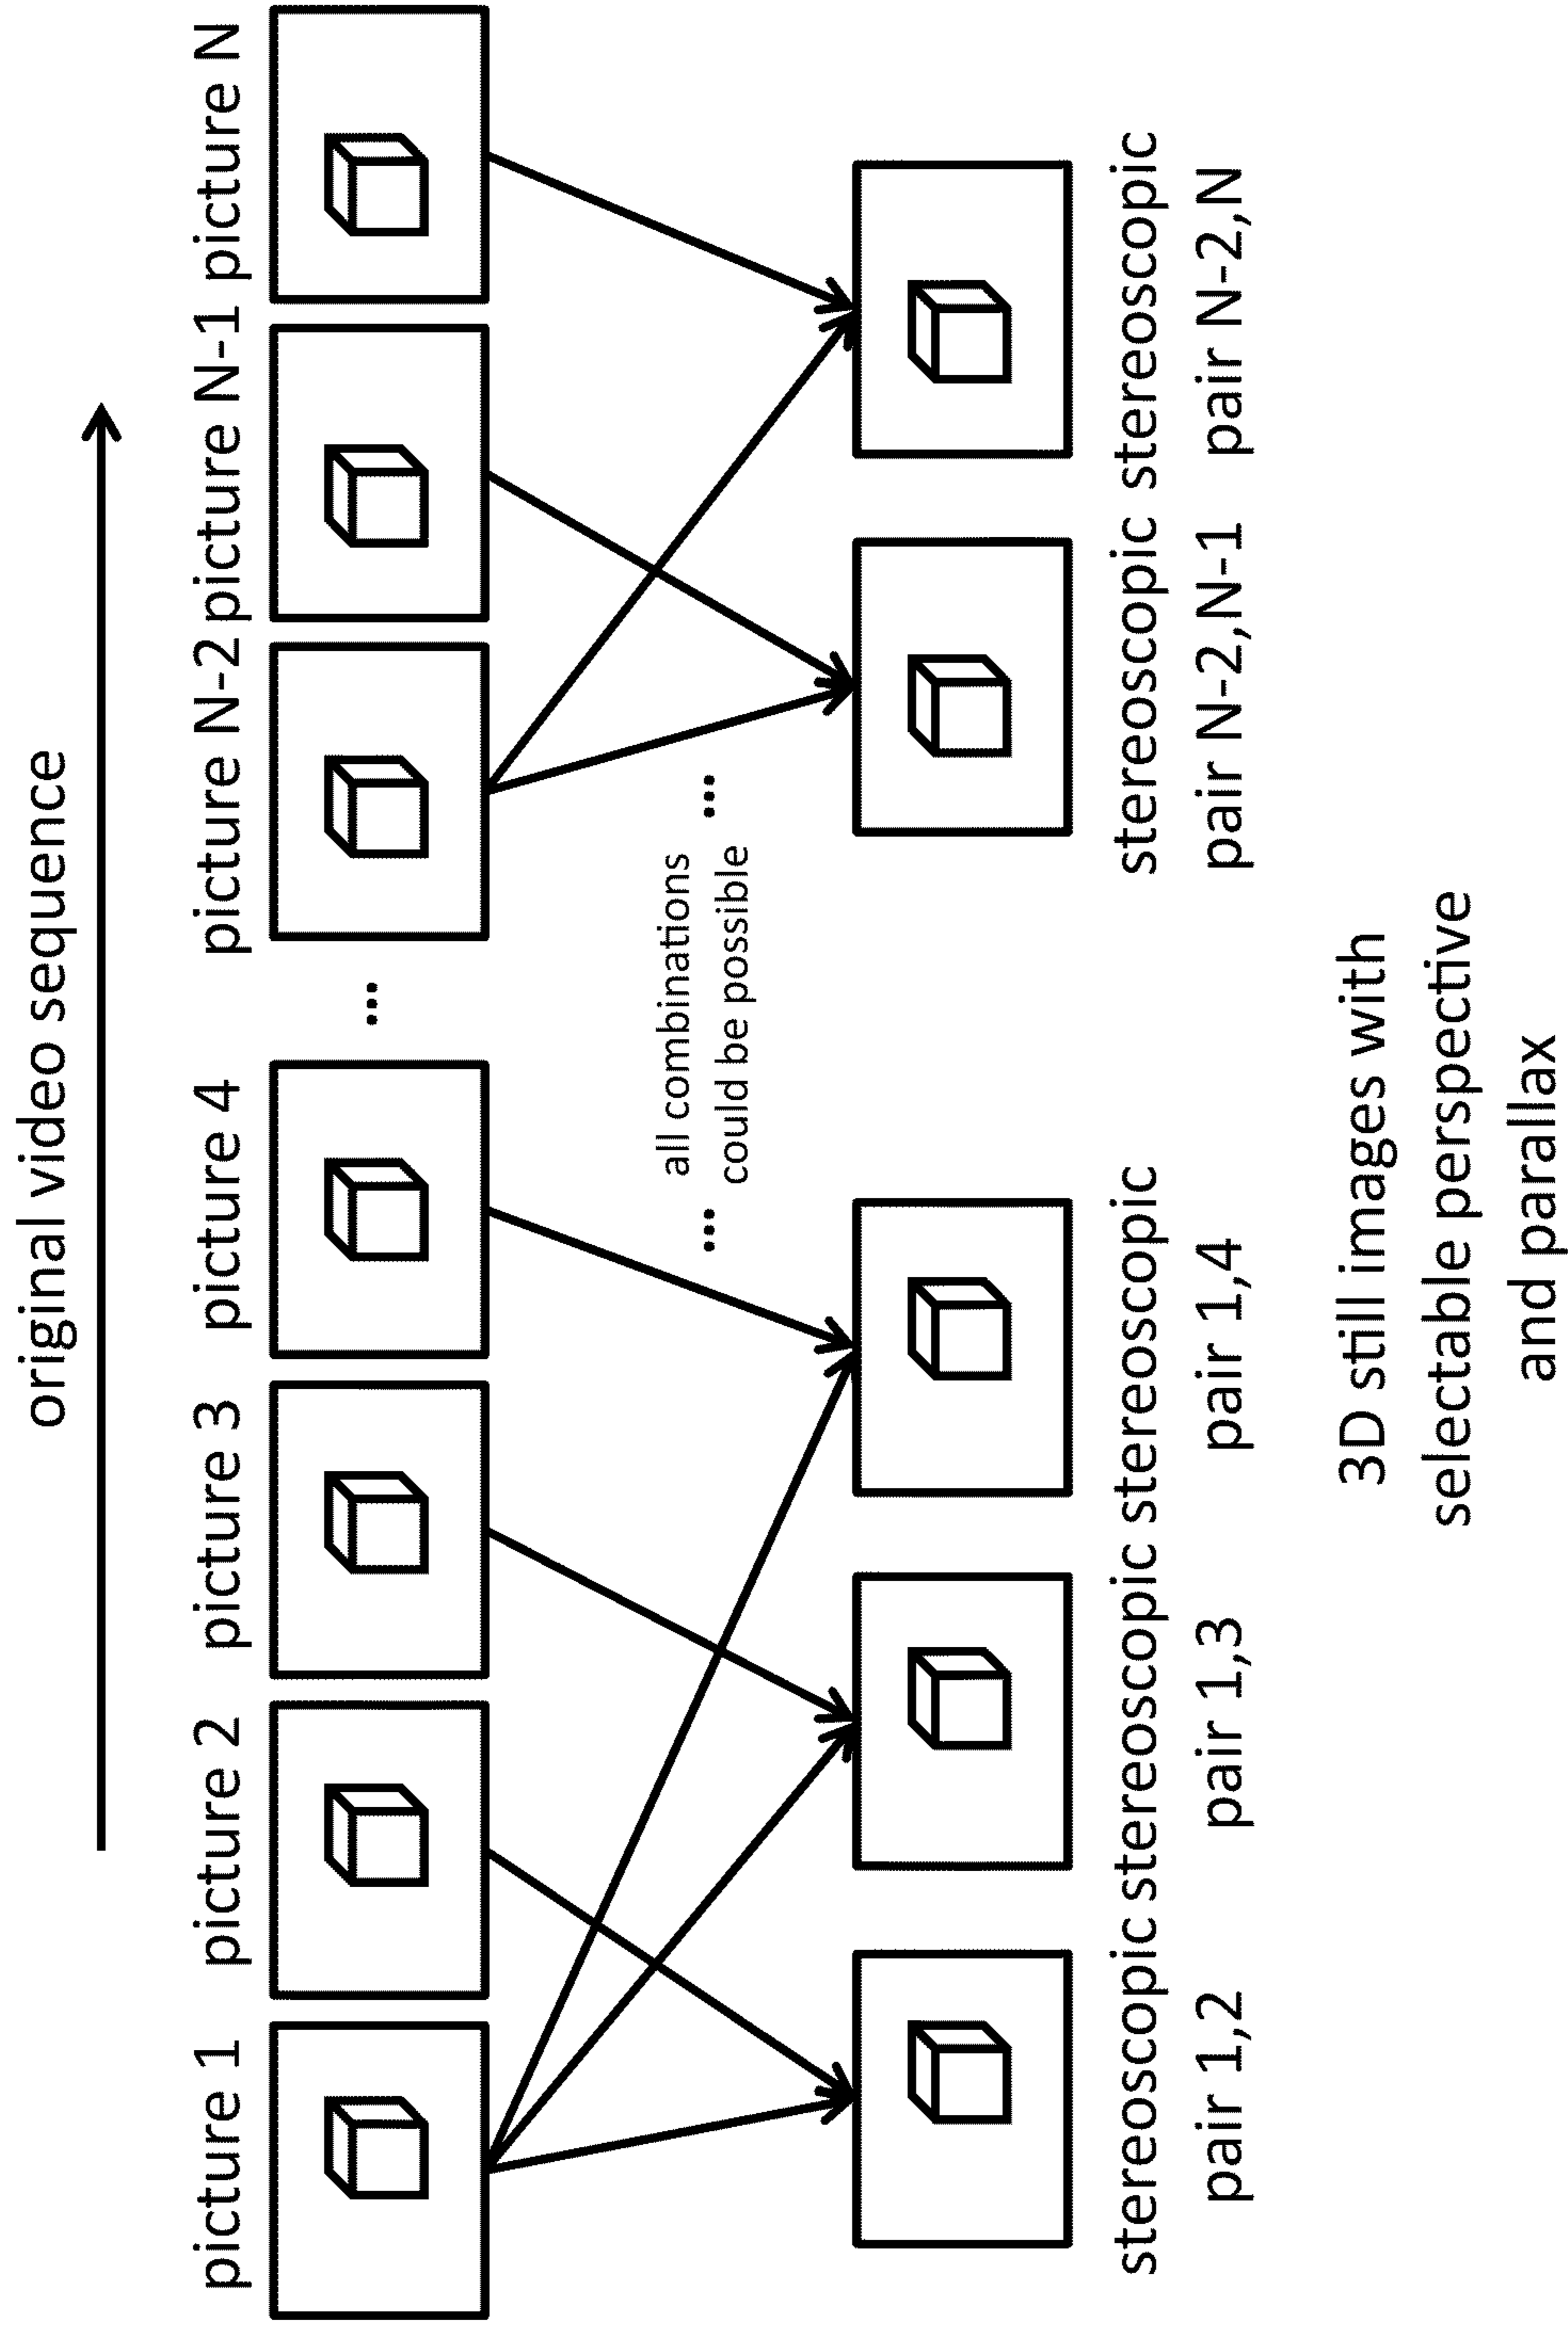 original video sequence
picture 1 picture 2 picture 3 picture 4 ... picture N-2 picture N-1 picture N
all combinations
... could be possible ...
stereoscopic stereoscopic stereoscopic stereoscopic stereoscopic
pair 1,2 pair 1,3 pair 1,4 pair N-2,N-1 pair N-2,N
3D still images with
selectable perspective
and parallax